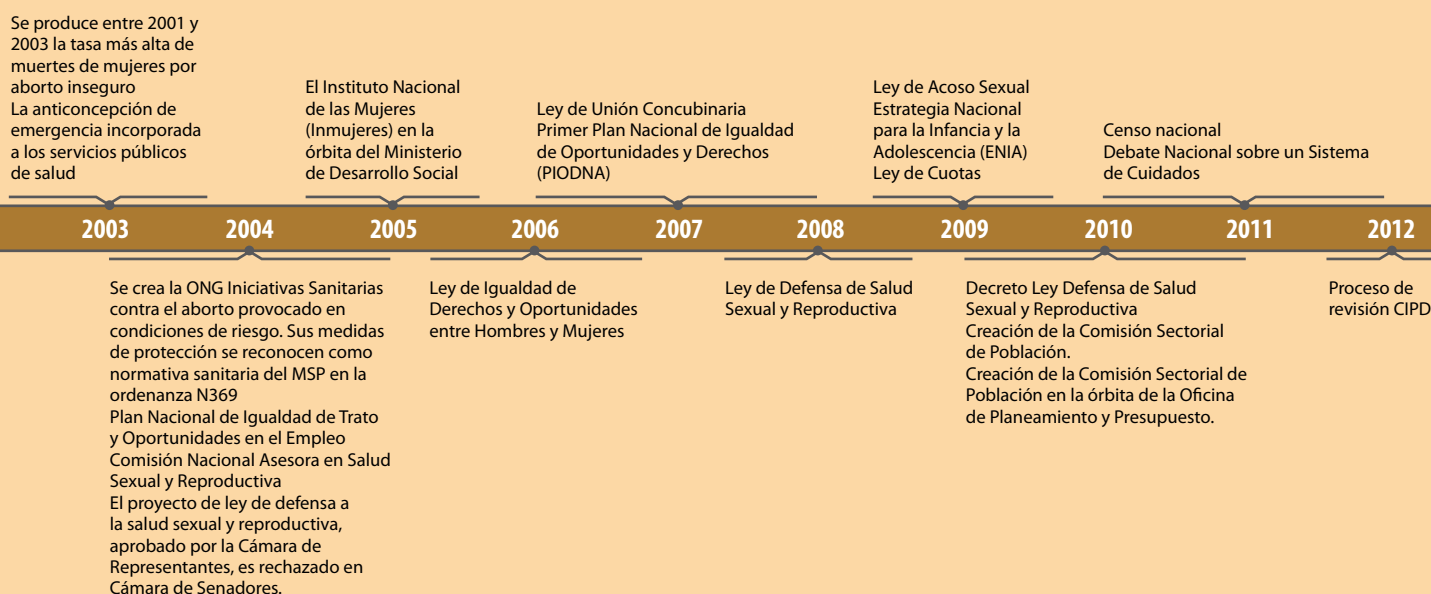 Se produce entre 2001 y
2003 la tasa más alta de
muertes de mujeres por
aborto inseguro
La anticoncepción de
emergencia incorporada
a los servicios públicos
de salud
El Instituto Nacional
de las Mujeres
(Inmujeres) en la
órbita del Ministerio
de Desarrollo Social
Ley de Unión Concubinaria
Primer Plan Nacional de Igualdad
de Oportunidades y Derechos
(PIODNA)
Ley de Acoso Sexual
Estrategia Nacional
para la Infancia y la
Adolescencia (ENIA)
Ley de Cuotas
Censo nacional
Debate Nacional sobre un Sistema
de Cuidados
2003 2004 2005 2006 2007 2008 2009 2010 2011 2012
Se crea la ONG Iniciativas Sanitarias
contra el aborto provocado en
condiciones de riesgo. Sus medidas
de protección se reconocen como
normativa sanitaria del MSP en la
ordenanza N369
Plan Nacional de Igualdad de Trato
y Oportunidades en el Empleo
Comisión Nacional Asesora en Salud
Sexual y Reproductiva
El proyecto de ley de defensa a
la salud sexual y reproductiva,
aprobado por la Cámara de
Representantes, es rechazado en
Cámara de Senadores.
Ley de Igualdad de
Derechos y Oportunidades
entre Hombres y Mujeres
Ley de Defensa de Salud
Sexual y Reproductiva
Decreto Ley Defensa de Salud
Sexual y Reproductiva
Creación de la Comisión Sectorial
de Población.
Creación de la Comisión Sectorial de
Población en la órbita de la Oficina
de Planeamiento y Presupuesto.
Proceso de
revisión CIPD